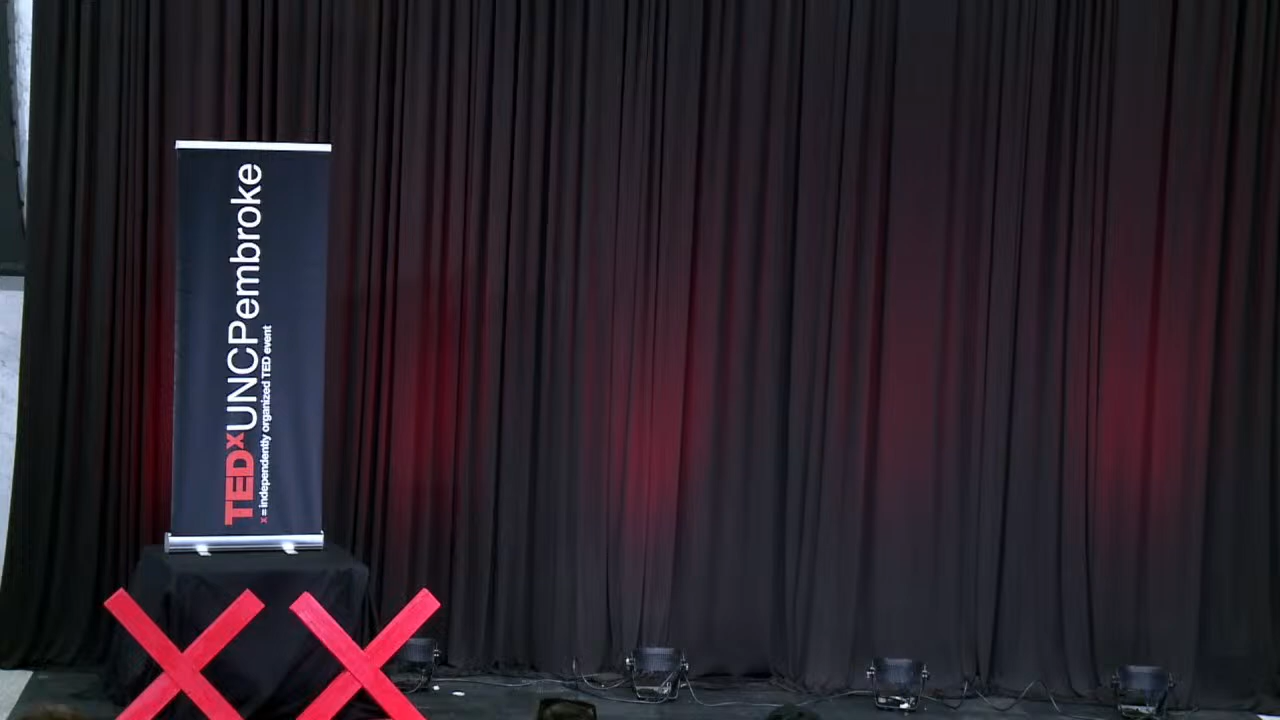 TEDxUNCPembroke
x = independently organized TED event